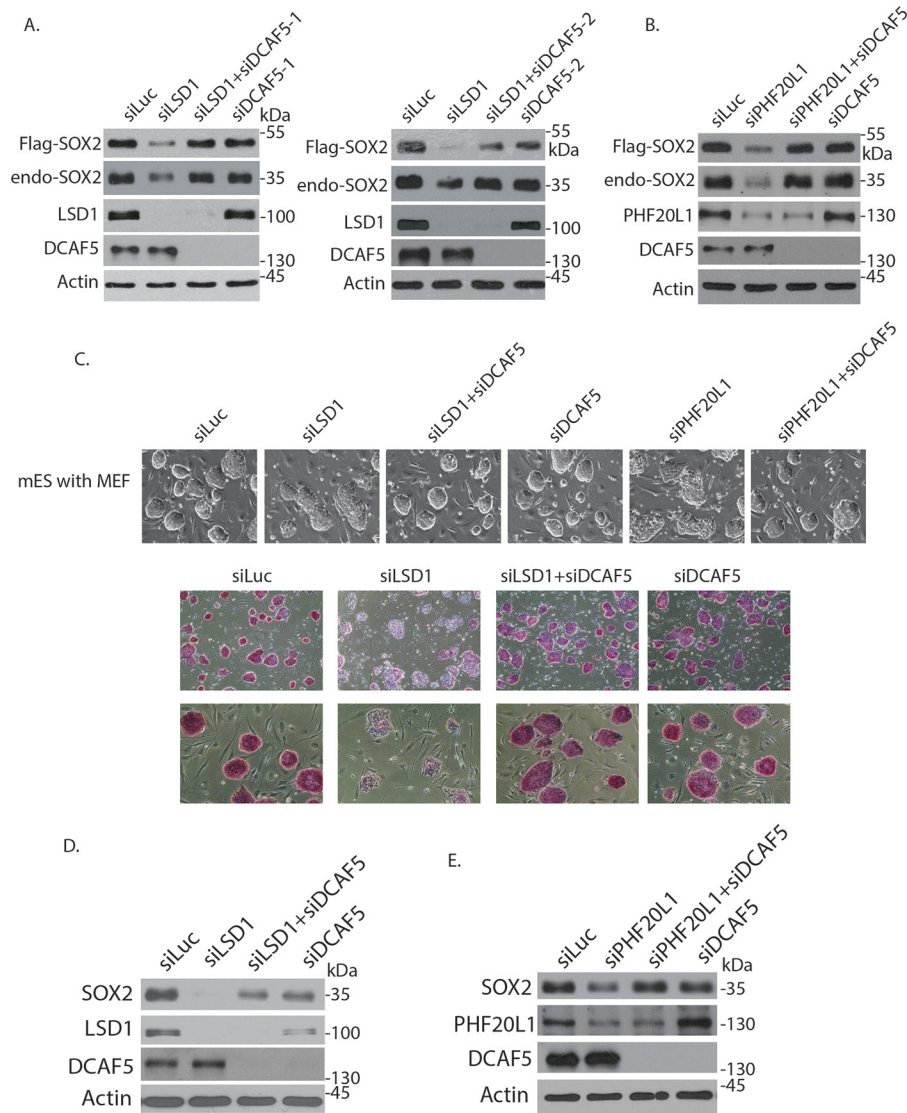 A.
siLuc
siLSD1
siLSD1+siDCAF5-1
siDCAF5-1
kDa
Flag-SOX2
-55
endo-SOX2
-35
LSD1
-100
DCAF5
-130
Actin
-45
siLuc
siLSD1
siLSD1+siDCAF5-2
siDCAF5-2
Flag-SOX2
-55
kDa
endo-SOX2
-35
LSD1
-100
DCAF5
-130
Actin
-45
B.
siLuc
siPHF20L1
siPHF20L1+siDCAF5
siDCAF5
Flag-SOX2
-55
kDa
endo-SOX2
-35
PHF20L1
-130
DCAF5
-130
Actin
-45
C.
siLuc
siLSD1
siLSD1+siDCAF5
siDCAF5
siPHF20L1
siPHF20L1+siDCAF5
mES with MEF
siLuc
siLSD1
siLSD1+siDCAF5
siDCAF5
D.
siLuc
siLSD1
siLSD1+siDCAF5
siDCAF5
kDa
SOX2
-35
LSD1
-100
DCAF5
-130
Actin
-45
E.
siLuc
siPHF20L1
siPHF20L1+siDCAF5
siDCAF5
kDa
SOX2
-35
PHF20L1
-130
DCAF5
-130
Actin
-45